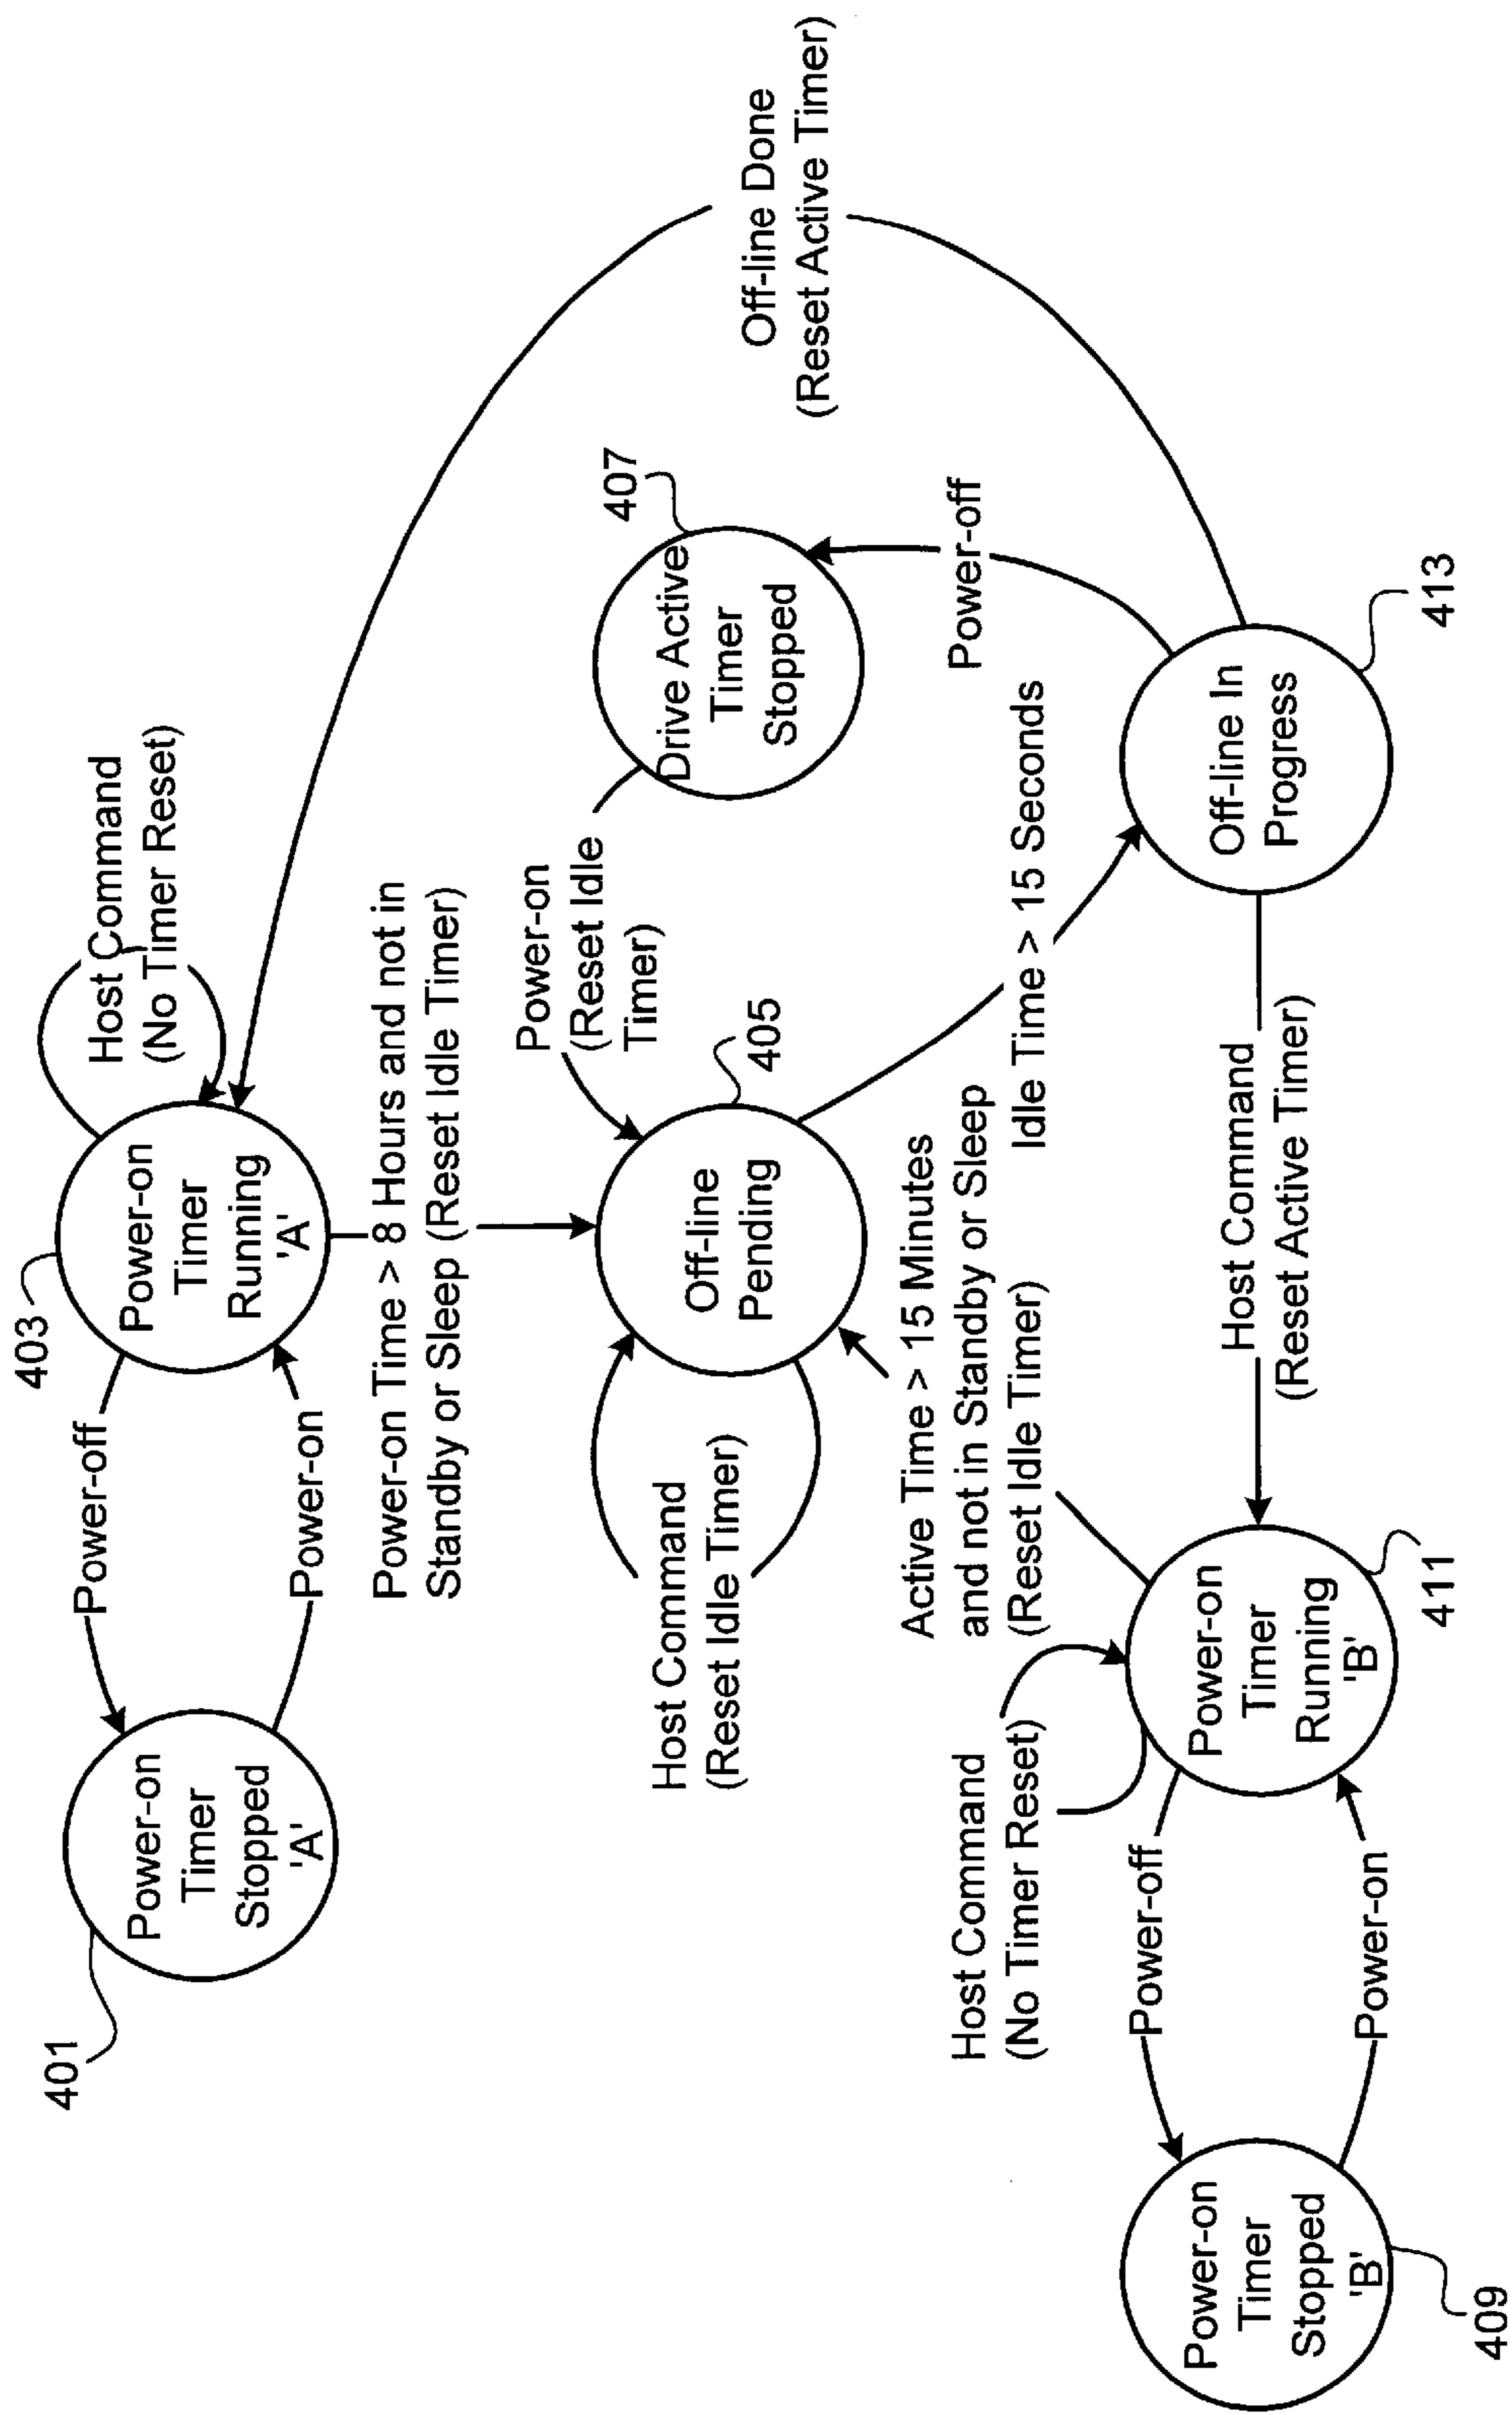 403
Power-on
Timer
Running
'A'
Host Command
(No Timer Reset)
Power-off
Power-on
401
Power-on
Timer
Stopped
'A'
Power-on Time > 8 Hours and not in
Standby or Sleep (Reset Idle Timer)
Off-line Done
(Reset Active Timer)
Host Command
(Reset Idle Timer)
Off-line
Pending
405
Power-on
(Reset Idle
Timer)
407
Drive Active
Timer
Stopped
Power-off
Active Time > 15 Minutes
and not in Standby or Sleep
(Reset Idle Timer)
Idle Time > 15 Seconds
Host Command
(No Timer Reset)
Power-off
Power-on
409
Power-on
Timer
Stopped
'B'
Power-on
Timer
Running
'B'
411
Host Command
(Reset Active Timer)
Off-line In
Progress
413